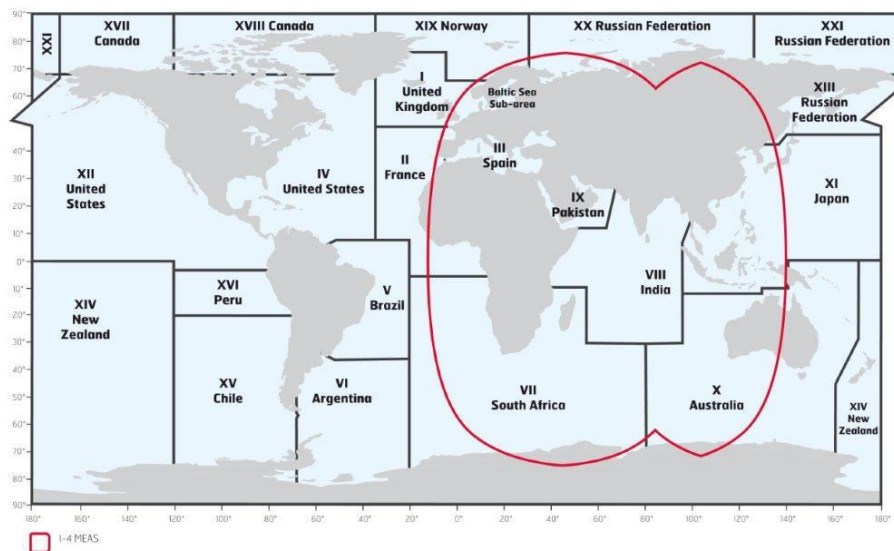 90°
80°
70°
60°
50°
40°
30°
20°
10°
0°
10°
20°
30°
40°
50°
60°
70°
80°
90°
XXI
XVII
Canada
XVIII Canada
XIX Norway
XX Russian Federation
XXI
Russian Federation
I
United
Kingdom
Baltic Sea
Sub-area
XIII
Russian
Federation
XII
United
States
IV
United States
II
France
III
Spain
IX
Pakistan
XI
Japan
VIII
India
XIV
New
Zealand
XVI
Peru
V
Brazil
XV
Chile
VI
Argentina
VII
South Africa
X
Australia
XIV
New
Zealand
180° 160° 140° 120° 100° 80° 60° 40° 20° 0° 20° 40° 60° 80° 100° 120° 140° 160° 180°
I-4 MEAS